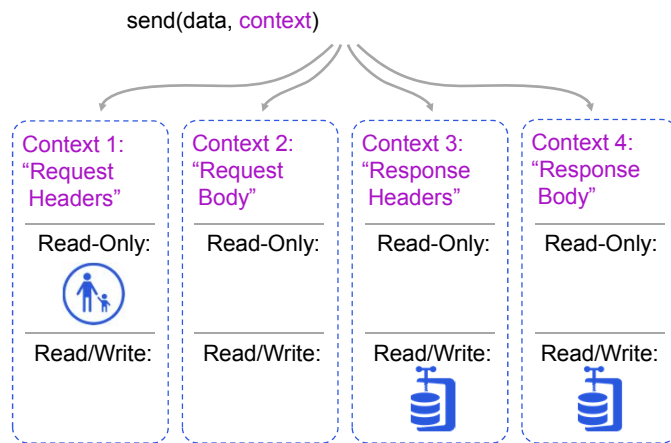 send(data, context)
Context 1:
“Request
Headers”
Read-Only:
Read/Write:
Context 2:
“Request
Body”
Read-Only:
Read/Write:
Context 3:
“Response
Headers”
Read-Only:
Read/Write:
Context 4:
“Response
Body”
Read-Only:
Read/Write: